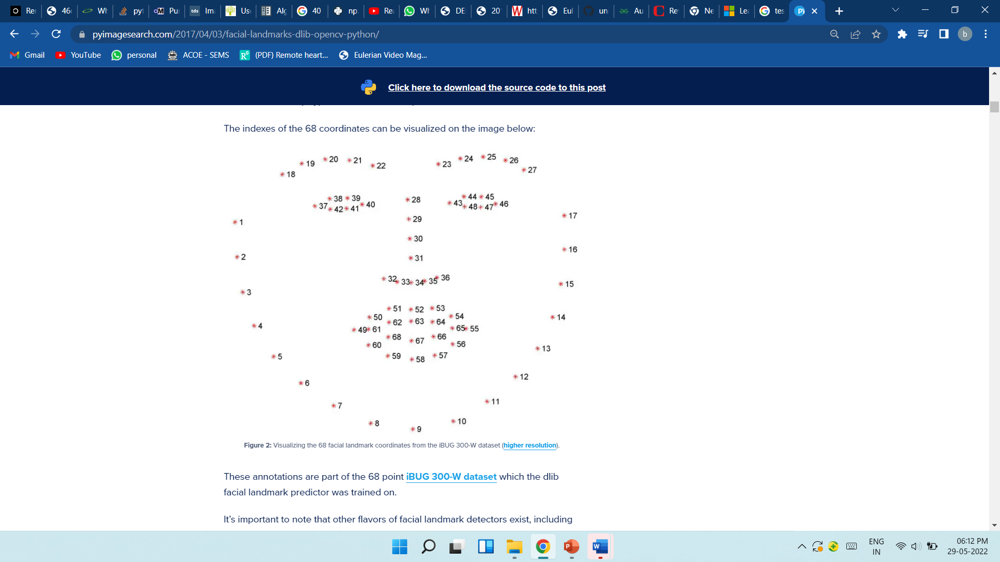 Rer 46 Wh pyt Pu tds Im Us Alg 40 np. Re Wh DE 20 W htt Eul un Au Re Ne Le tes py
pyimagesearch.com/2017/04/03/facial-landmarks-dlib-opencv-python/ b
Gmail YouTube personal ACOE - SEMS (PDF) Remote heart... Eulerian Video Mag...
Click here to download the source code to this post
The indexes of the 68 coordinates can be visualized on the image below:
18 19 20 21 22 23 24 25 26 27
37 38 39 40 42 41 28 43 44 45 46 48 47
1 29 17
30
2 31 16
3 32 33 34 35 36 15
50 51 52 53 54 14
4 49 61 62 63 64 65 55
60 68 67 66 56 13
5 59 58 57
6 12
7 11
8 9 10
Figure 2: Visualizing the 68 facial landmark coordinates from the iBUG 300-W dataset (higher resolution).
These annotations are part of the 68 point iBUG 300-W dataset which the dlib
facial landmark predictor was trained on.
It's important to note that other flavors of facial landmark detectors exist, including
ENG
IN
06:12 PM
29-05-2022